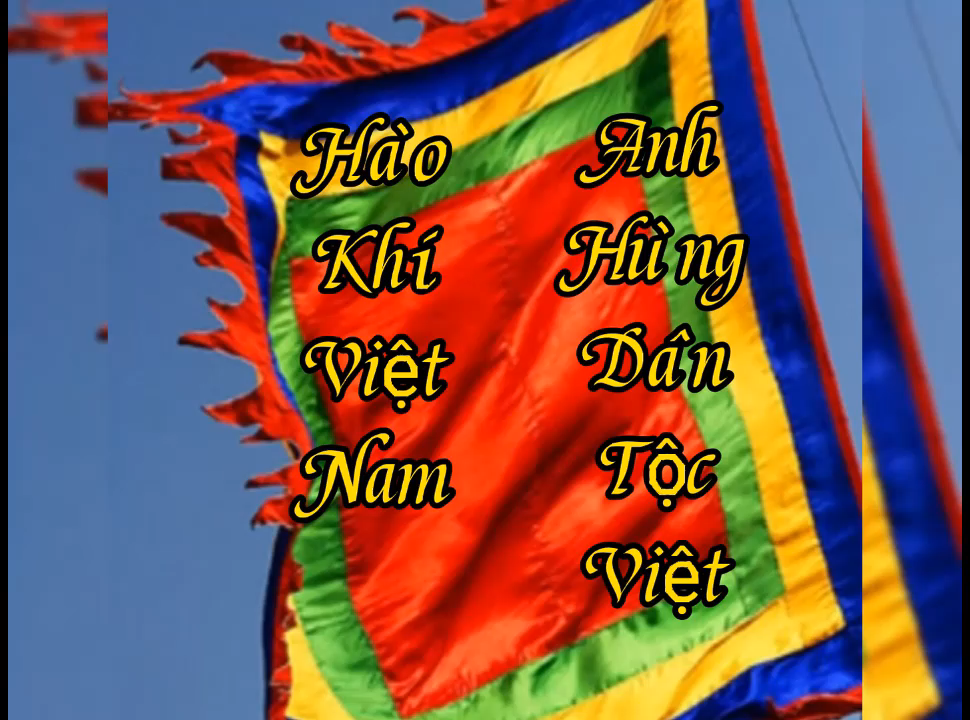 Hào
Khí
Việt
Nam
Anh
Hùng
Dân
Tộc
Việt